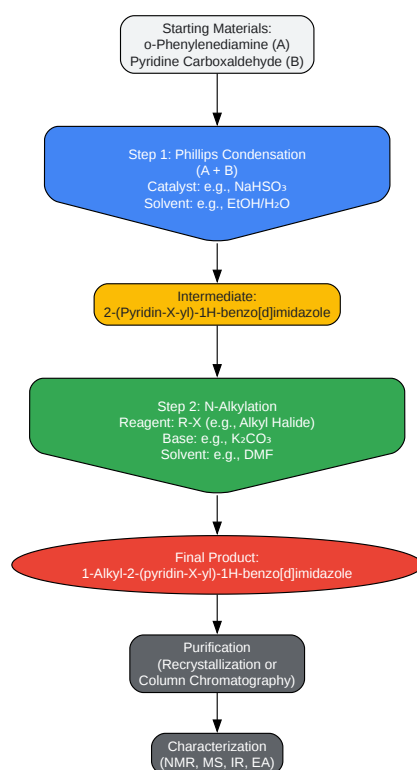 Starting Materials:
o-Phenylenediamine (A)
Pyridine Carboxaldehyde (B)
Step 1: Phillips Condensation
(A + B)
Catalyst: e.g., NaHSO₃
Solvent: e.g., EtOH/H₂O
Intermediate:
2-(Pyridin-X-yl)-1H-benzo[d]imidazole
Step 2: N-Alkylation
Reagent: R-X (e.g., Alkyl Halide)
Base: e.g., K₂CO₃
Solvent: e.g., DMF
Final Product:
1-Alkyl-2-(pyridin-X-yl)-1H-benzo[d]imidazole
Purification
(Recrystallization or
Column Chromatography)
Characterization
(NMR, MS, IR, EA)